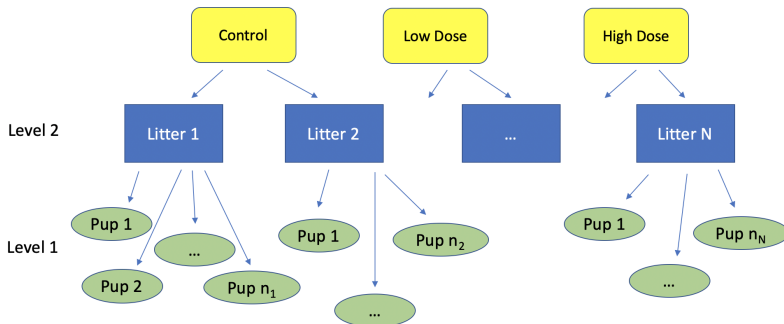 Control
Low Dose
High Dose
Level 2
Litter 1
Litter 2
...
Litter N
Level 1
Pup 1
Pup 2
...
Pup n₁
Pup 1
...
Pup n₂
Pup 1
...
Pup n_N